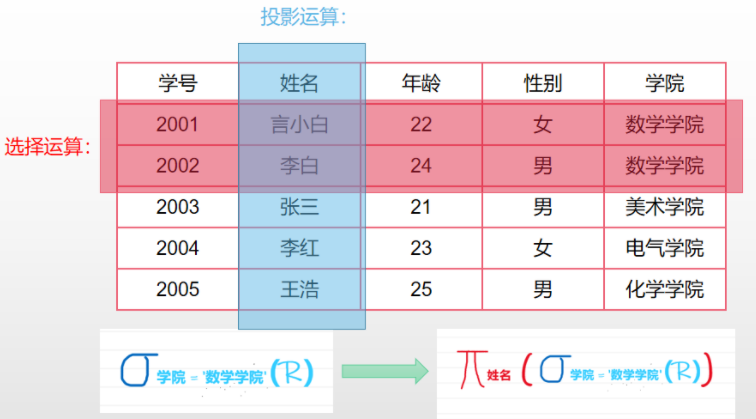 投影运算：
学号 姓名 年龄 性别 学院
选择运算：
2001 言小白 22 女 数学学院
2002 李白 24 男 数学学院
2003 张三 21 男 美术学院
2004 李红 23 女 电气学院
2005 王浩 25 男 化学学院
σ 学院 = '数学学院' (R)
π 姓名 ( σ 学院 = '数学学院' (R) )